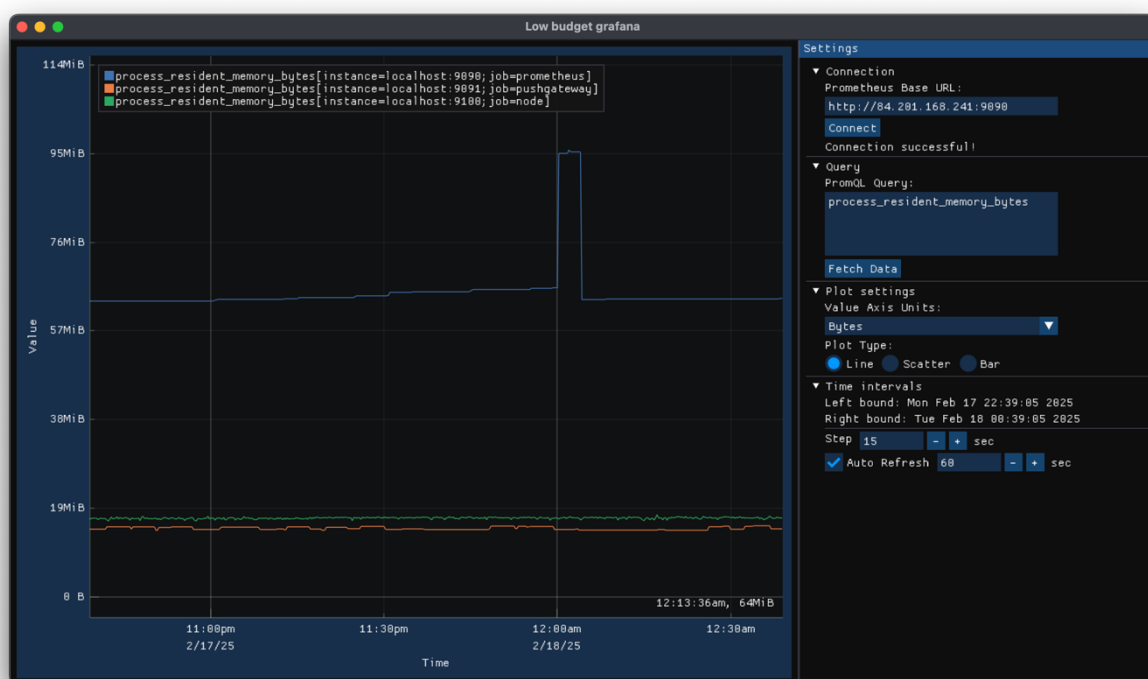 Low budget grafana
114MiB
95MiB
76MiB
57MiB
38MiB
19MiB
0 B
Value
process_resident_memory_bytes[instance=localhost:9090;job=prometheus]
process_resident_memory_bytes[instance=localhost:9091;job=pushgateway]
process_resident_memory_bytes[instance=localhost:9100;job=node]
12:13:36am, 64MiB
11:00pm 11:30pm 12:00am 12:30am
2/17/25 2/18/25
Time
Settings
Connection
Prometheus Base URL:
http://84.201.168.241:9090
Connect
Connection successful!
Query
PromQL Query:
process_resident_memory_bytes
Fetch Data
Plot settings
Value Axis Units:
Bytes
Plot Type:
Line Scatter Bar
Time intervals
Left bound: Mon Feb 17 22:39:05 2025
Right bound: Tue Feb 18 00:39:05 2025
Step 15 - + sec
Auto Refresh 60 - + sec